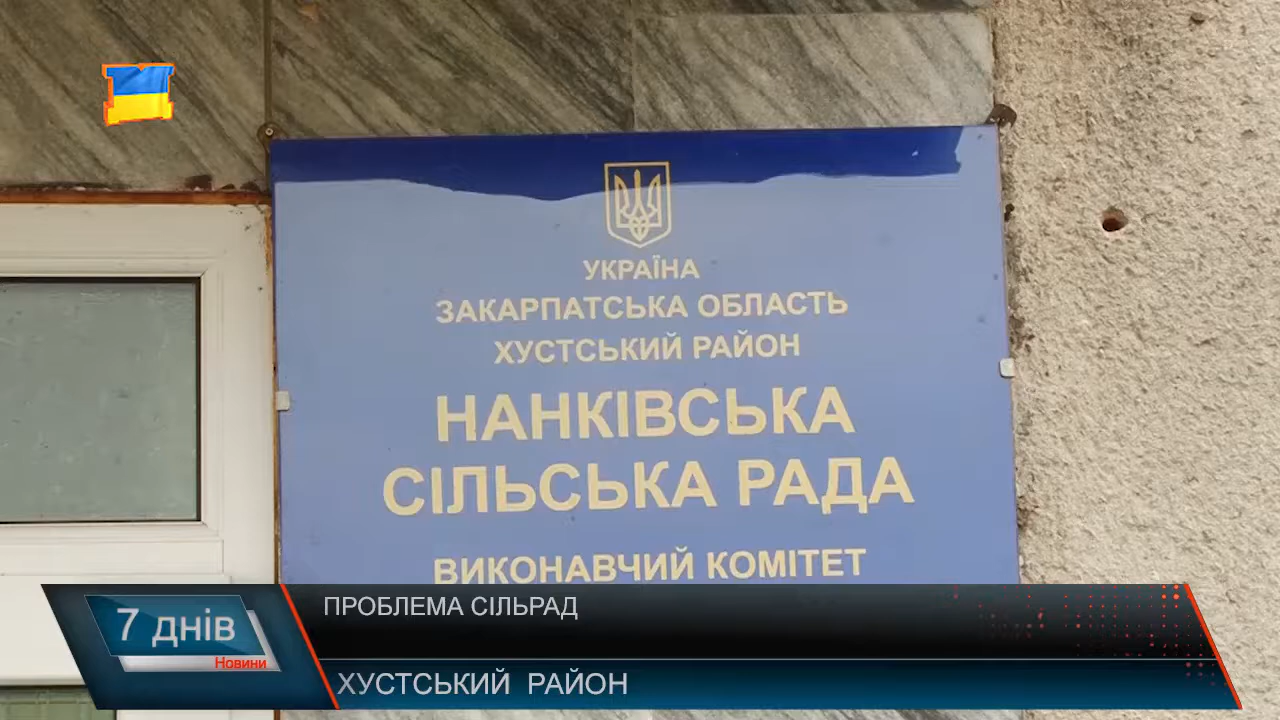 УКРАЇНА
ЗАКАРПАТСЬКА ОБЛАСТЬ
ХУСТСЬКИЙ РАЙОН
НАНКІВСЬКА
СІЛЬСЬКА РАДА
ВИКОНАВЧИЙ КОМІТЕТ
7 днів
Новини
ПРОБЛЕМА СІЛЬРАД
ХУСТСЬКИЙ РАЙОН